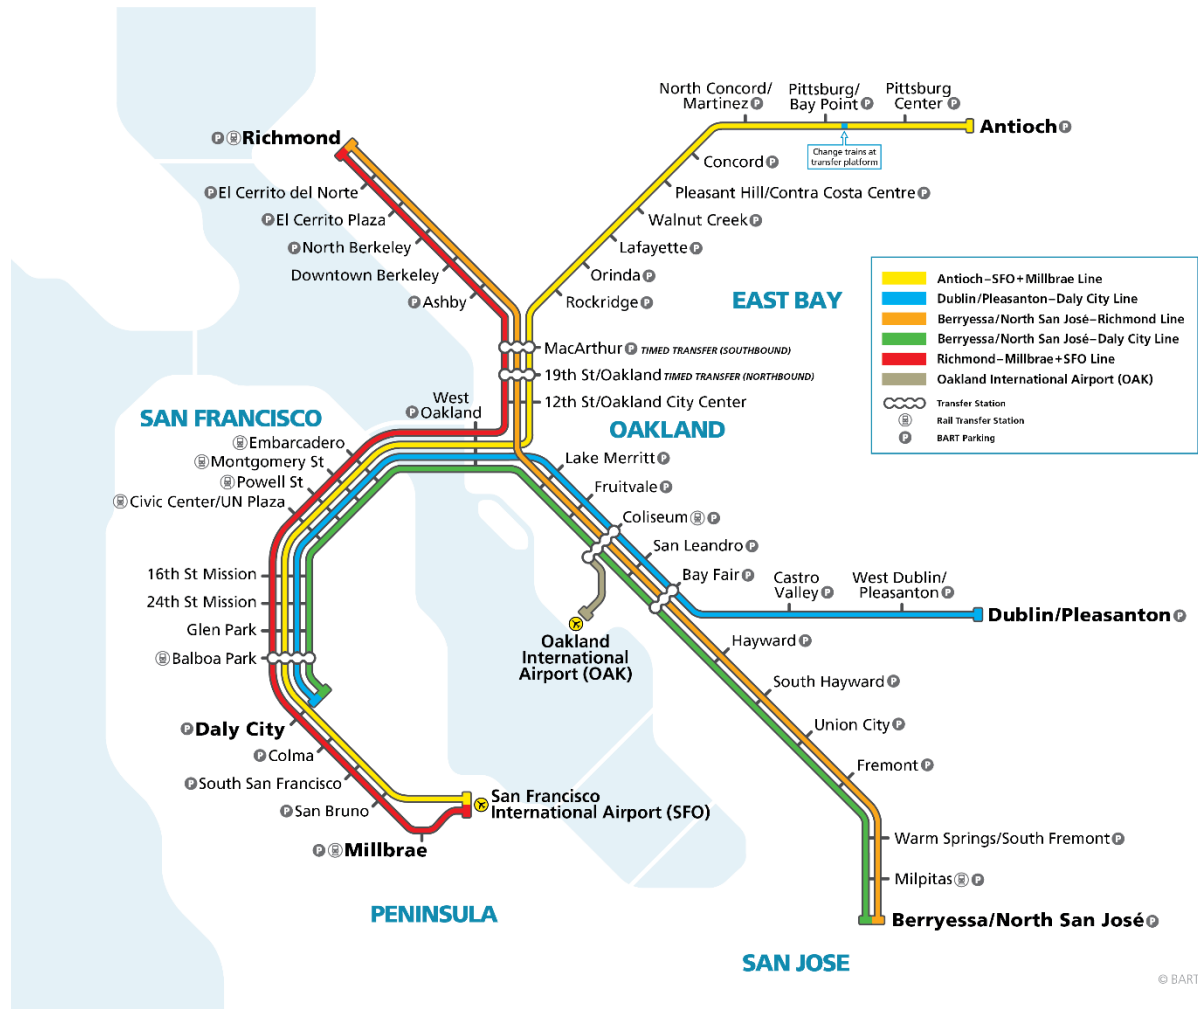 North Concord/
Martinez P
Pittsburg/
Bay Point P
Pittsburg
Center P
Antioch P
Change trains at
transfer platform
P Richmond
Concord P
P El Cerrito del Norte
Pleasant Hill/Contra Costa Centre P
P El Cerrito Plaza
Walnut Creek P
P North Berkeley
Lafayette P
Downtown Berkeley
Orinda P
P Ashby
Rockridge P
EAST BAY
Antioch–SFO+Millbrae Line
Dublin/Pleasanton–Daly City Line
Berryessa/North San José–Richmond Line
Berryessa/North San José–Daly City Line
Richmond–Millbrae+SFO Line
Oakland International Airport (OAK)
Transfer Station
Rail Transfer Station
P BART Parking
MacArthur P TIMED TRANSFER (SOUTHBOUND)
19th St/Oakland TIMED TRANSFER (NORTHBOUND)
12th St/Oakland City Center
West
P Oakland
SAN FRANCISCO
OAKLAND
Embarcadero
Montgomery St
Powell St
Civic Center/UN Plaza
Lake Merritt P
Fruitvale P
Coliseum P
San Leandro P
Bay Fair P
Castro
Valley P
West Dublin/
Pleasanton P
Dublin/Pleasanton P
16th St Mission
24th St Mission
Glen Park
Balboa Park
Oakland
International
Airport (OAK)
Hayward P
South Hayward P
Union City P
Fremont P
P Daly City
P Colma
P South San Francisco
P San Bruno
San Francisco
International Airport (SFO)
P Millbrae
Warm Springs/South Fremont P
Milpitas P
Berryessa/North San José P
PENINSULA
SAN JOSE
© BART